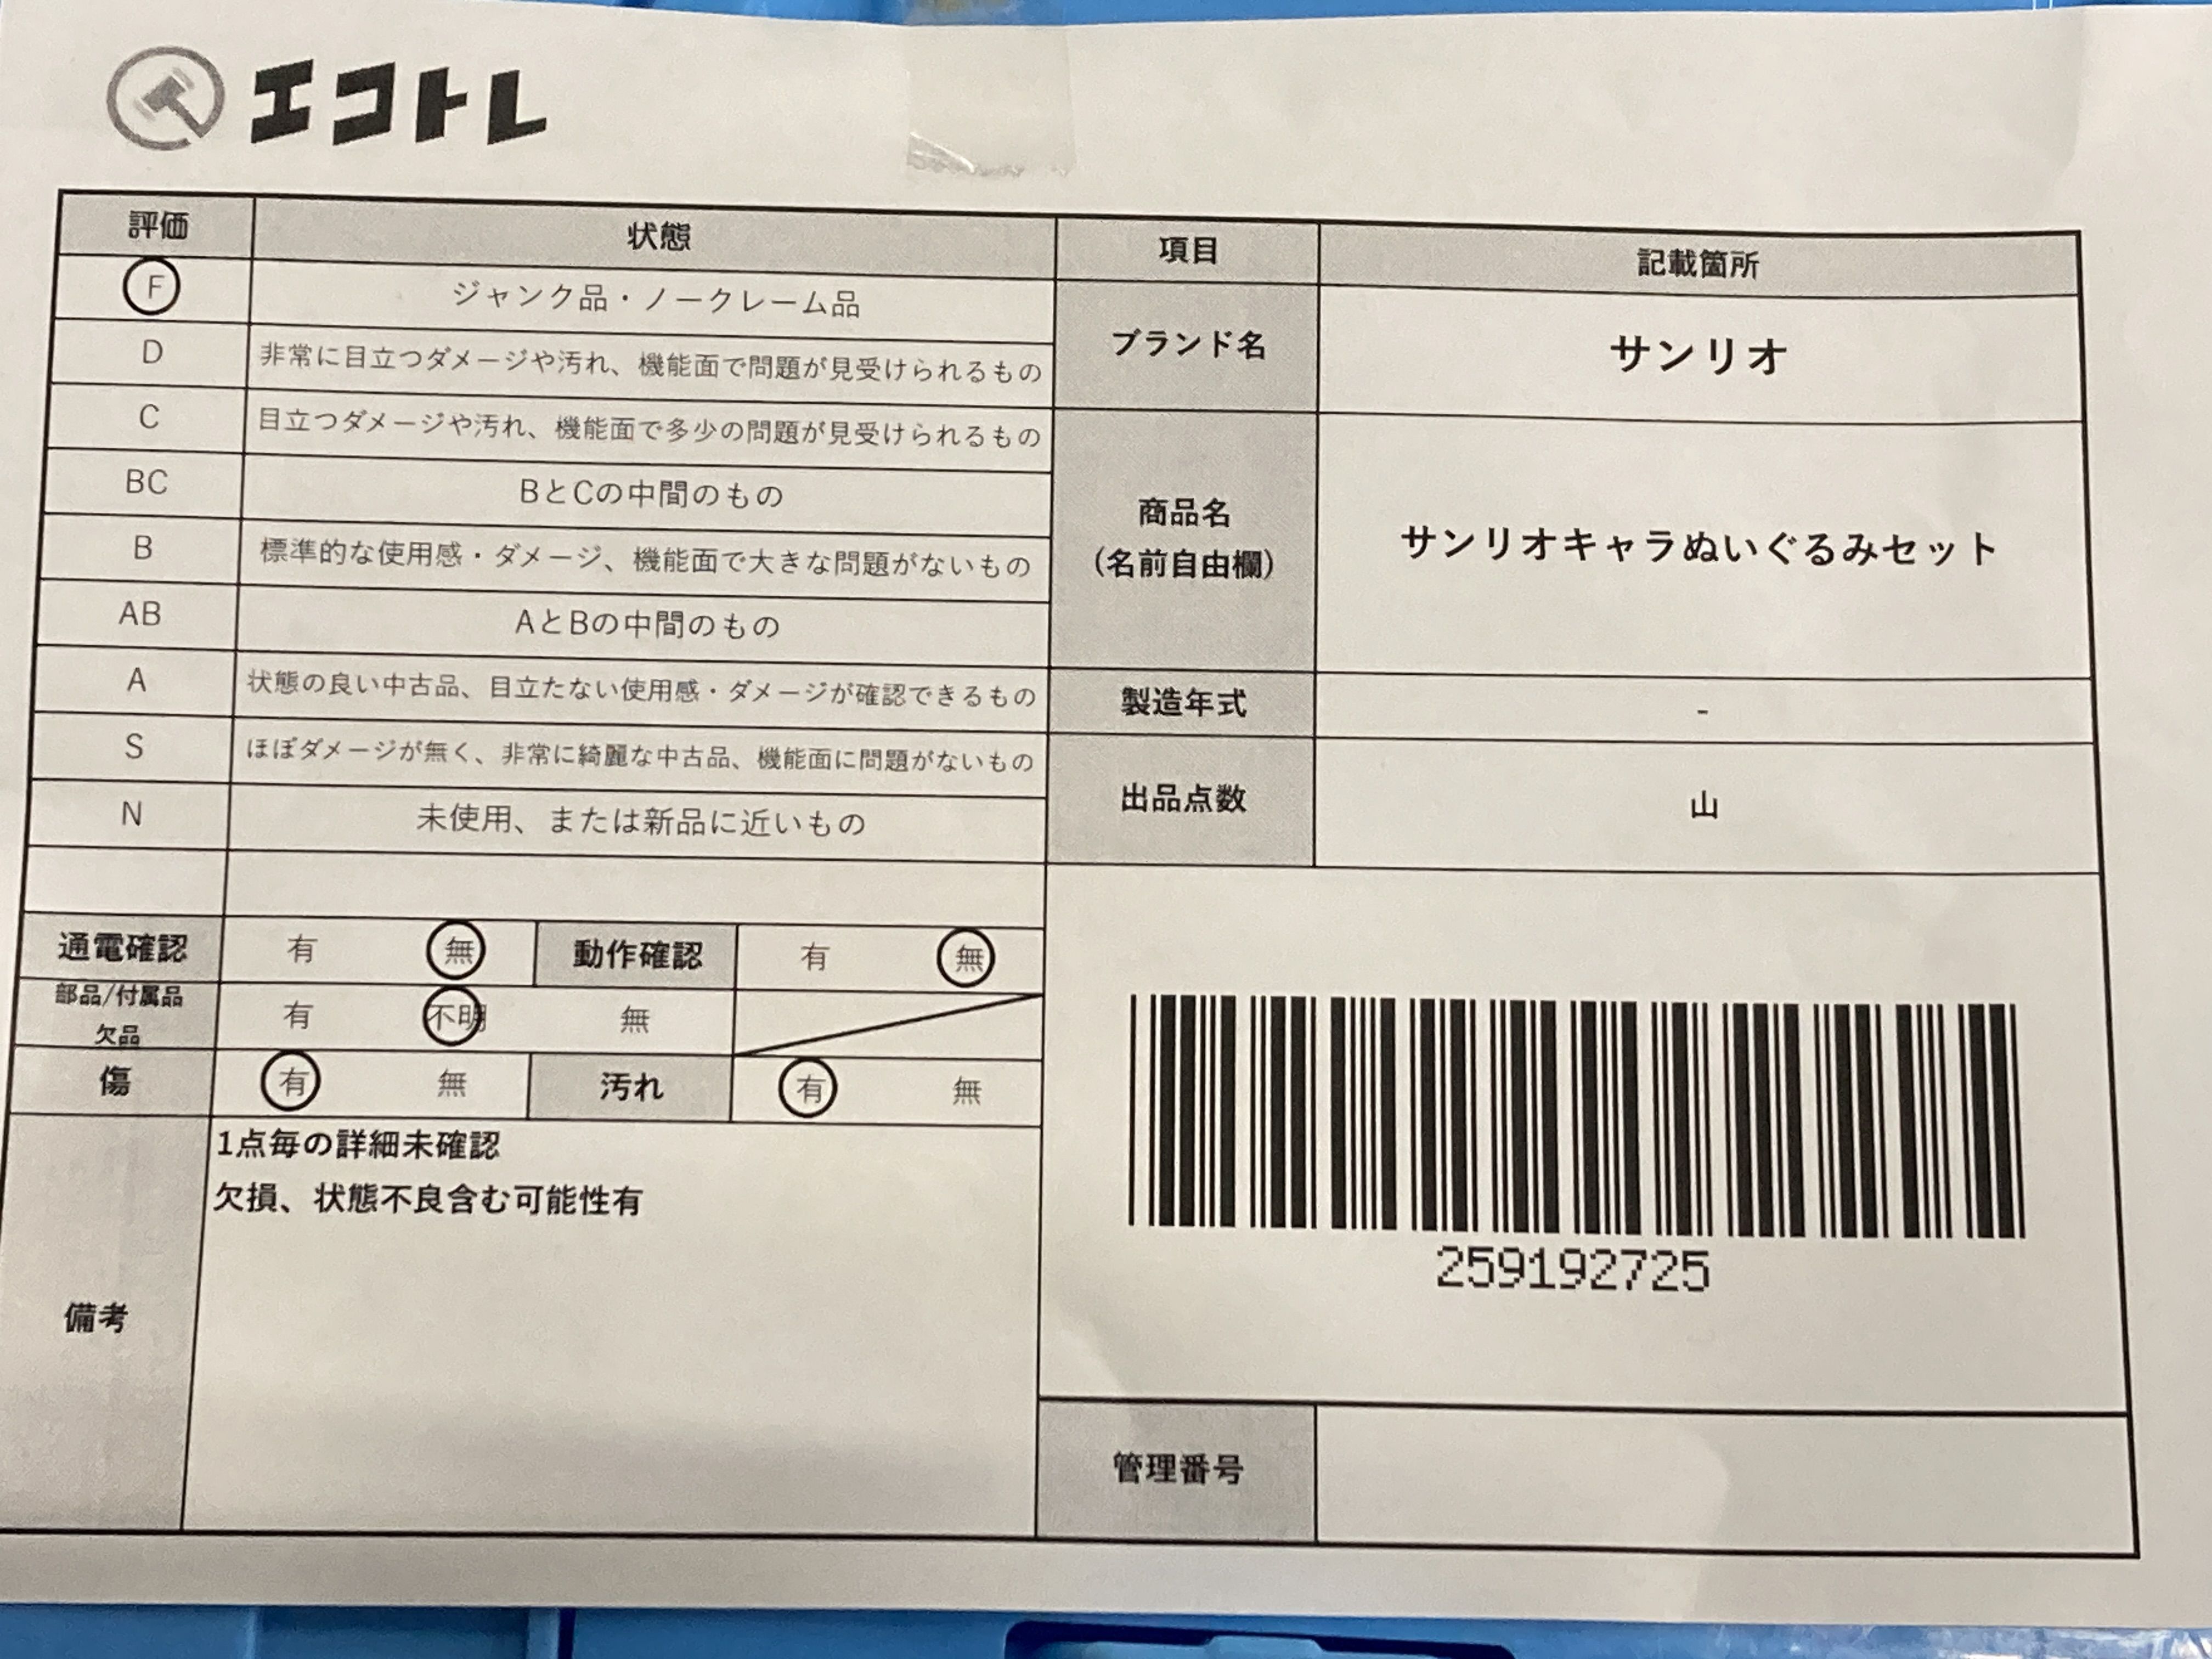 エコトレ
評価 状態
F ジャンク品・ノークレーム品
D 非常に目立つダメージや汚れ、機能面で問題が見受けられるもの
C 目立つダメージや汚れ、機能面で多少の問題が見受けられるもの
BC BとCの中間のもの
B 標準的な使用感・ダメージ、機能面で大きな問題がないもの
AB AとBの中間のもの
A 状態の良い中古品、目立たない使用感・ダメージが確認できるもの
S ほぼダメージが無く、非常に綺麗な中古品、機能面に問題がないもの
N 未使用、または新品に近いもの
通電確認 有 無 動作確認 有 無
部品/付属品
欠品
有 不明 無
傷 有 無 汚れ 有 無
備考
1点毎の詳細未確認
欠損、状態不良含む可能性有
項目 記載箇所
ブランド名 サンリオ
商品名
(名前自由欄)
サンリオキャラぬいぐるみセット
製造年式 -
出品点数 山
259192725
管理番号